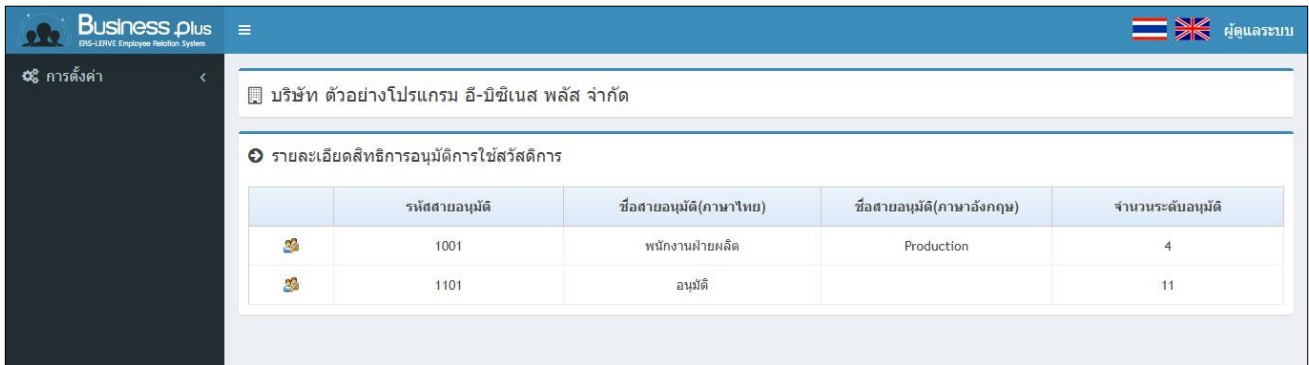 Business Plus
ERS-LEAVE Employee Relation System
ผู้ดูแลระบบ
การตั้งค่า
บริษัท ตัวอย่างโปรแกรม อี-บิซิเนส พลัส จำกัด
รายละเอียดสิทธิการอนุมัติการใช้สวัสดิการ
รหัสสายอนุมัติ ชื่อสายอนุมัติ(ภาษาไทย) ชื่อสายอนุมัติ(ภาษาอังกฤษ) จำนวนระดับอนุมัติ
1001 พนักงานฝ่ายผลิต Production 4
1101 อนุมัติ 11